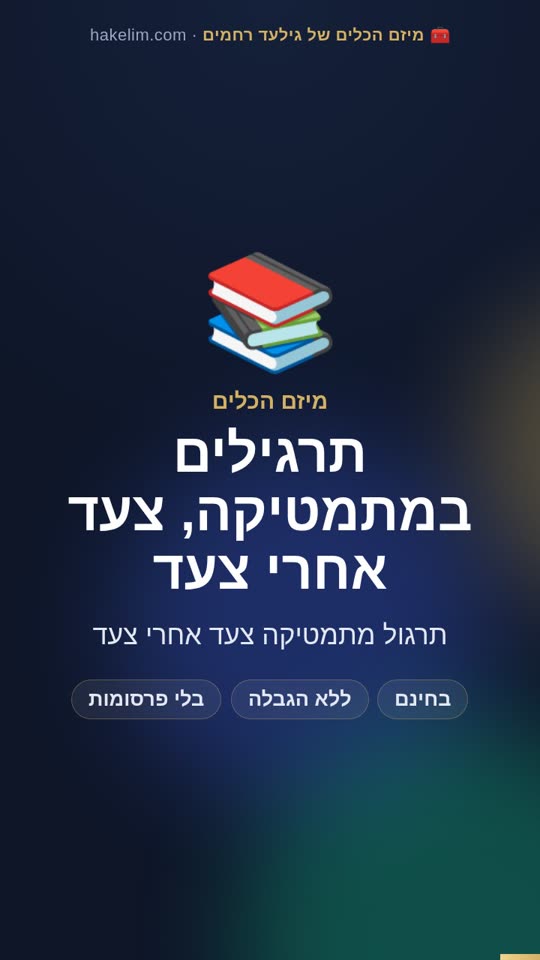 🧰 מיזם הכלים של גילעד רחמים · hakelim.com
מיזם הכלים
תרגילים
במתמטיקה, צעד
אחרי צעד
תרגול מתמטיקה צעד אחרי צעד
בחינם
ללא הגבלה
בלי פרסומות